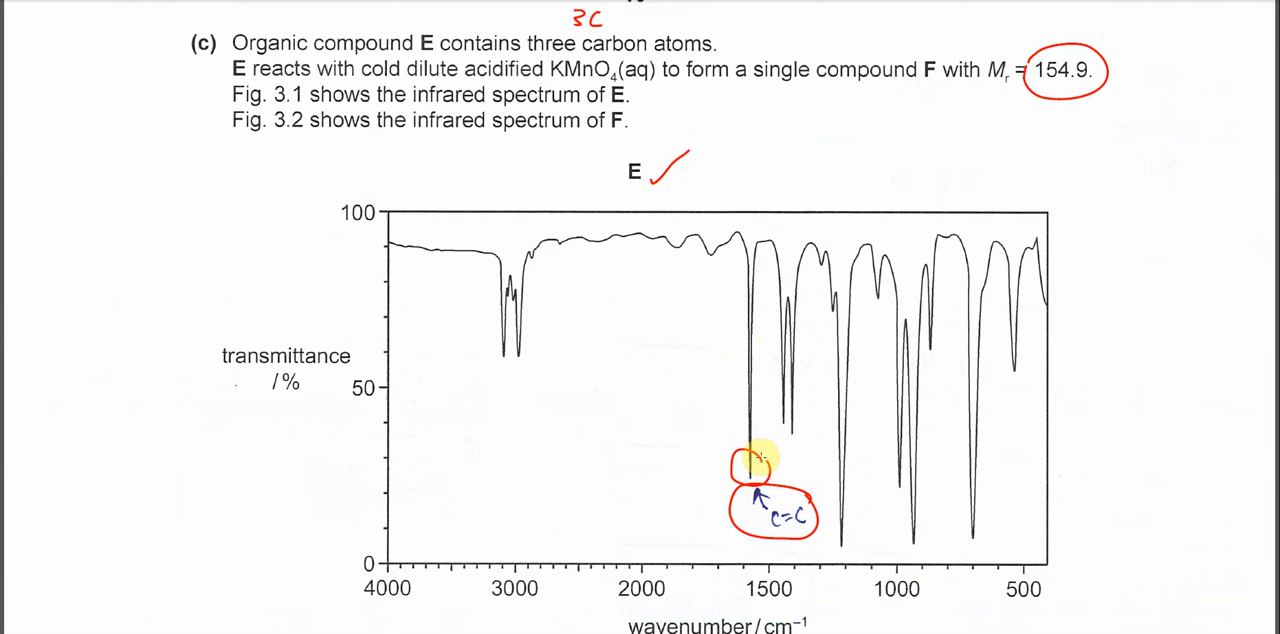 3C
(c) Organic compound E contains three carbon atoms.
E reacts with cold dilute acidified KMnO₄(aq) to form a single compound F with Mᵣ = 154.9.
Fig. 3.1 shows the infrared spectrum of E.
Fig. 3.2 shows the infrared spectrum of F.
E
100
transmittance
/ %
50
C=C
0
4000 3000 2000 1500 1000 500
wavenumber / cm⁻¹